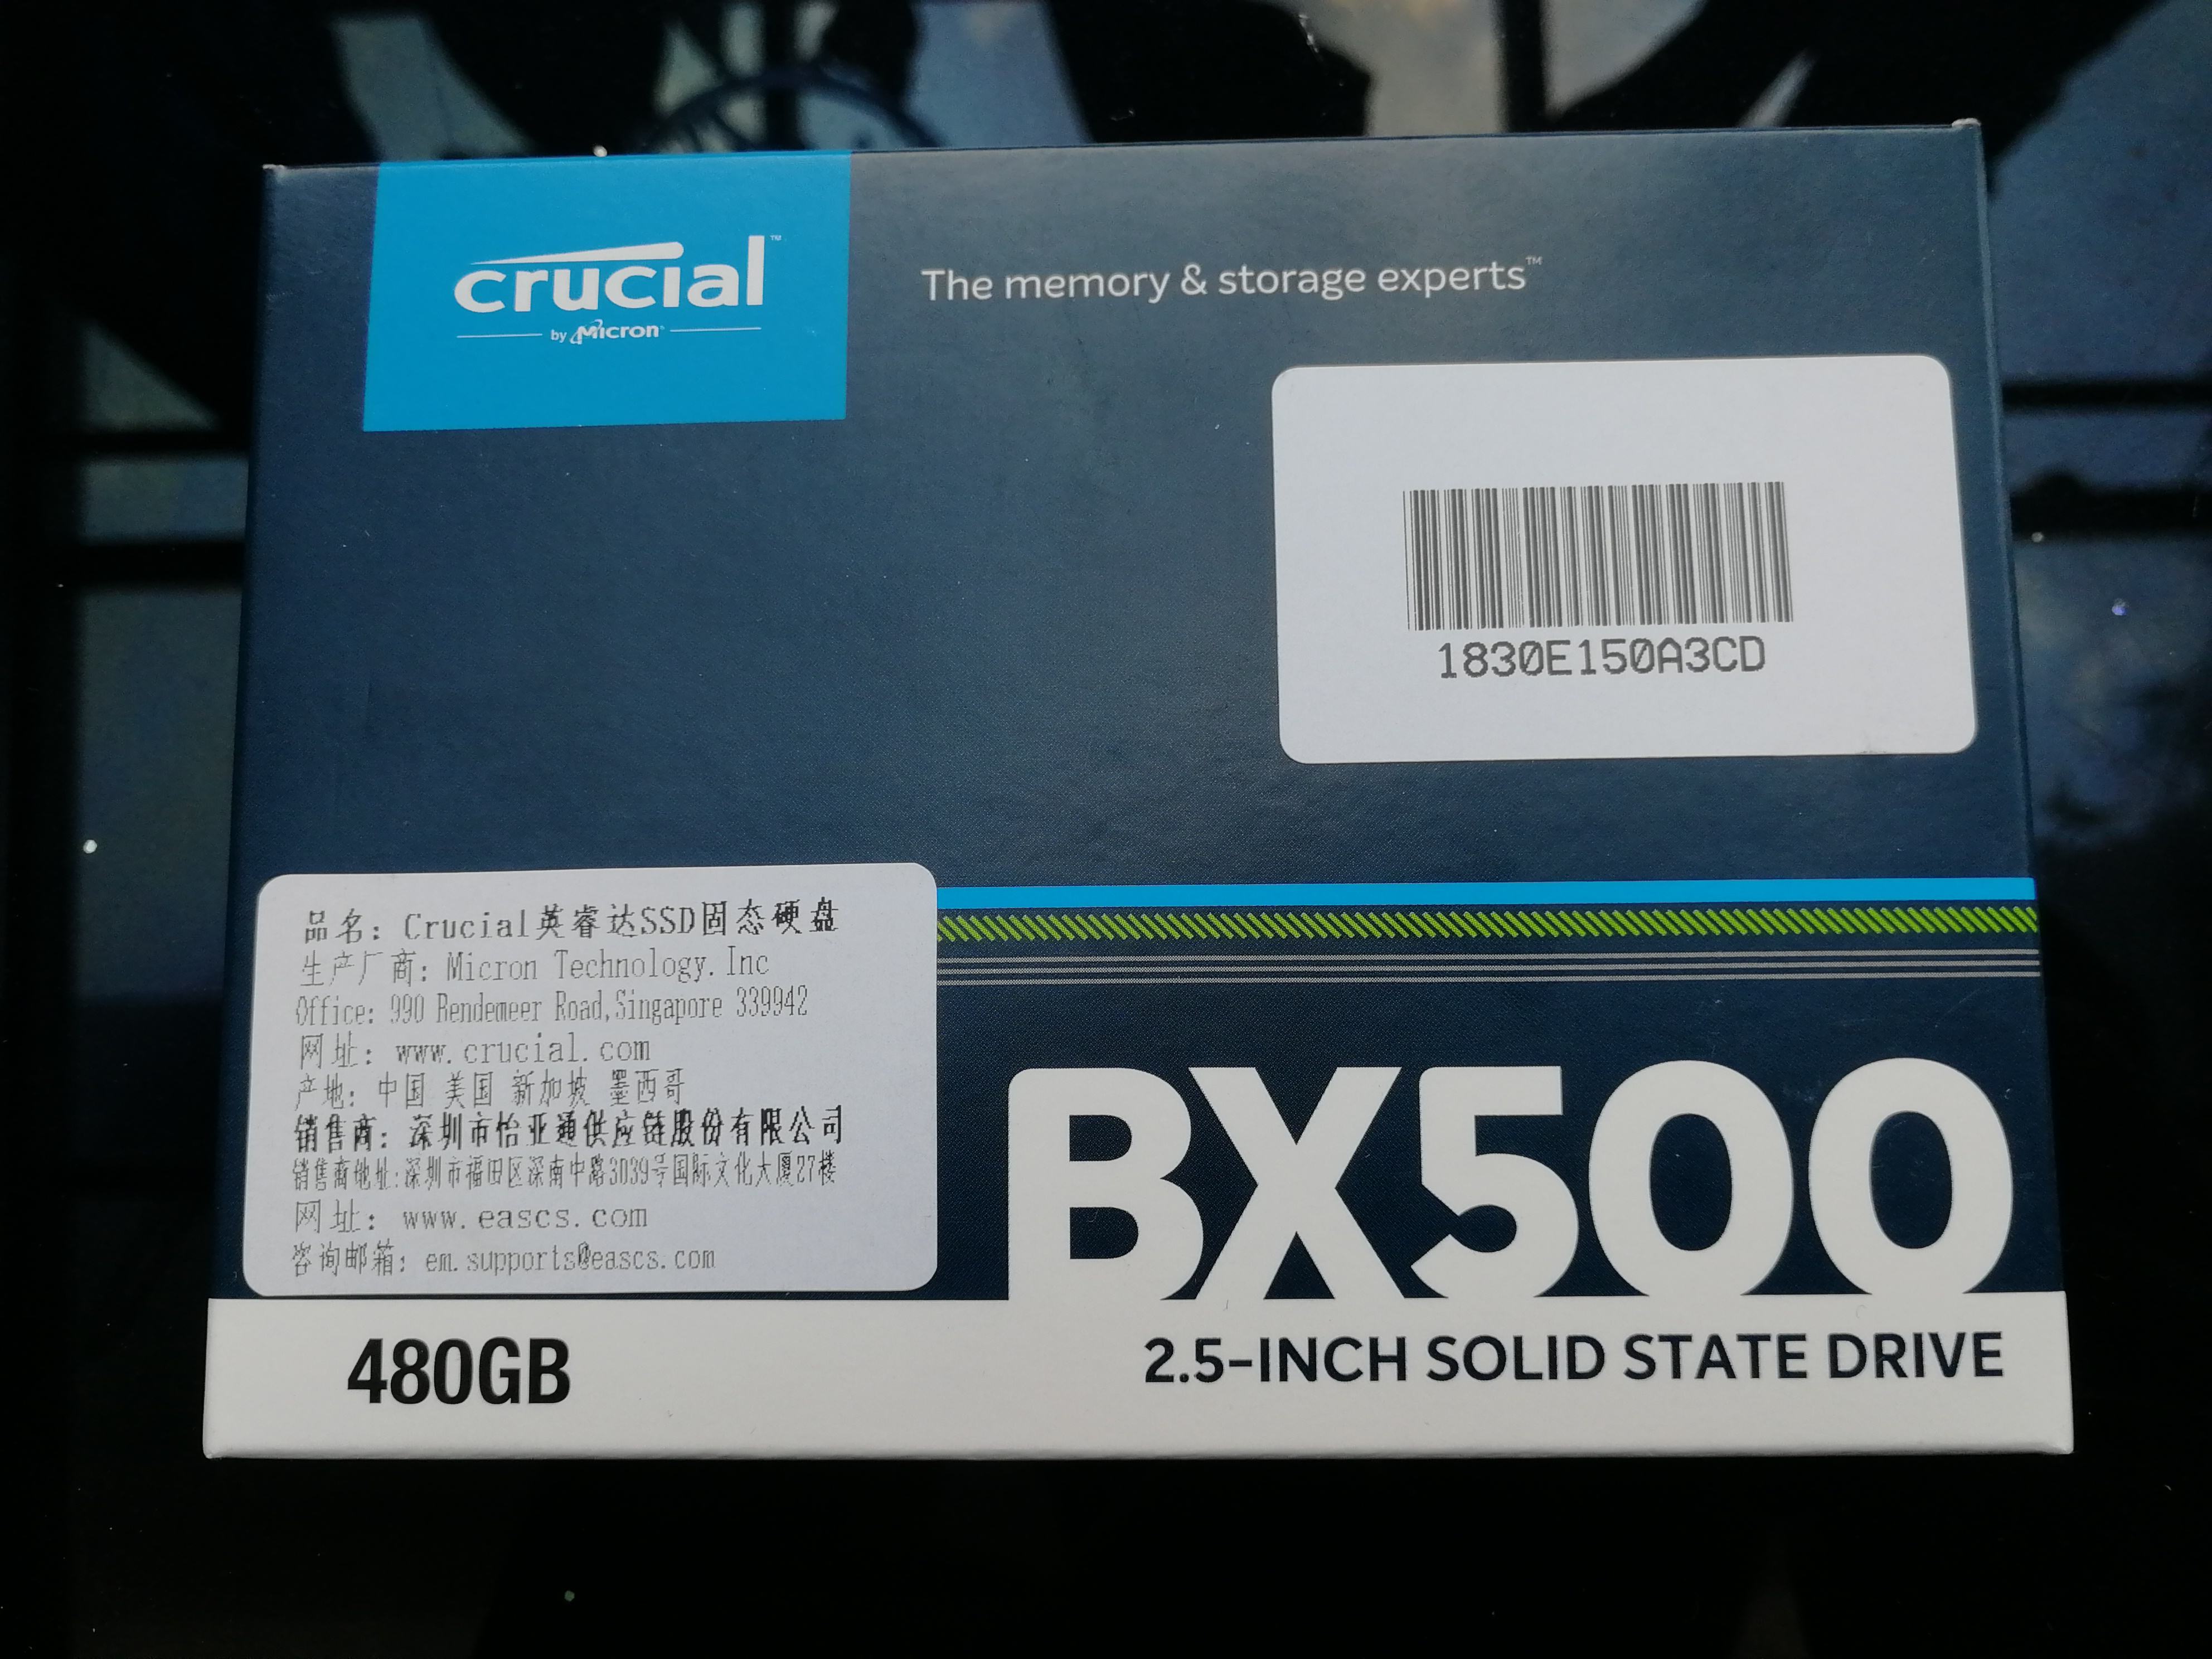 crucial™
by Micron®
The memory & storage experts™
1830E150A3CD
品名：Crucial英睿达SSD固态硬盘
生产厂商：Micron Technology.Inc
Office: 990 Bendemeer Road,Singapore 339942
网址：www.crucial.com
产地：中国 美国 新加坡 墨西哥
销售商：深圳市怡亚通供应链股份有限公司
销售商地址:深圳市福田区深南中路3039号国际文化大厦27楼
网址：www.eascs.com
咨询邮箱：em.supports@eascs.com
BX500
480GB
2.5-INCH SOLID STATE DRIVE